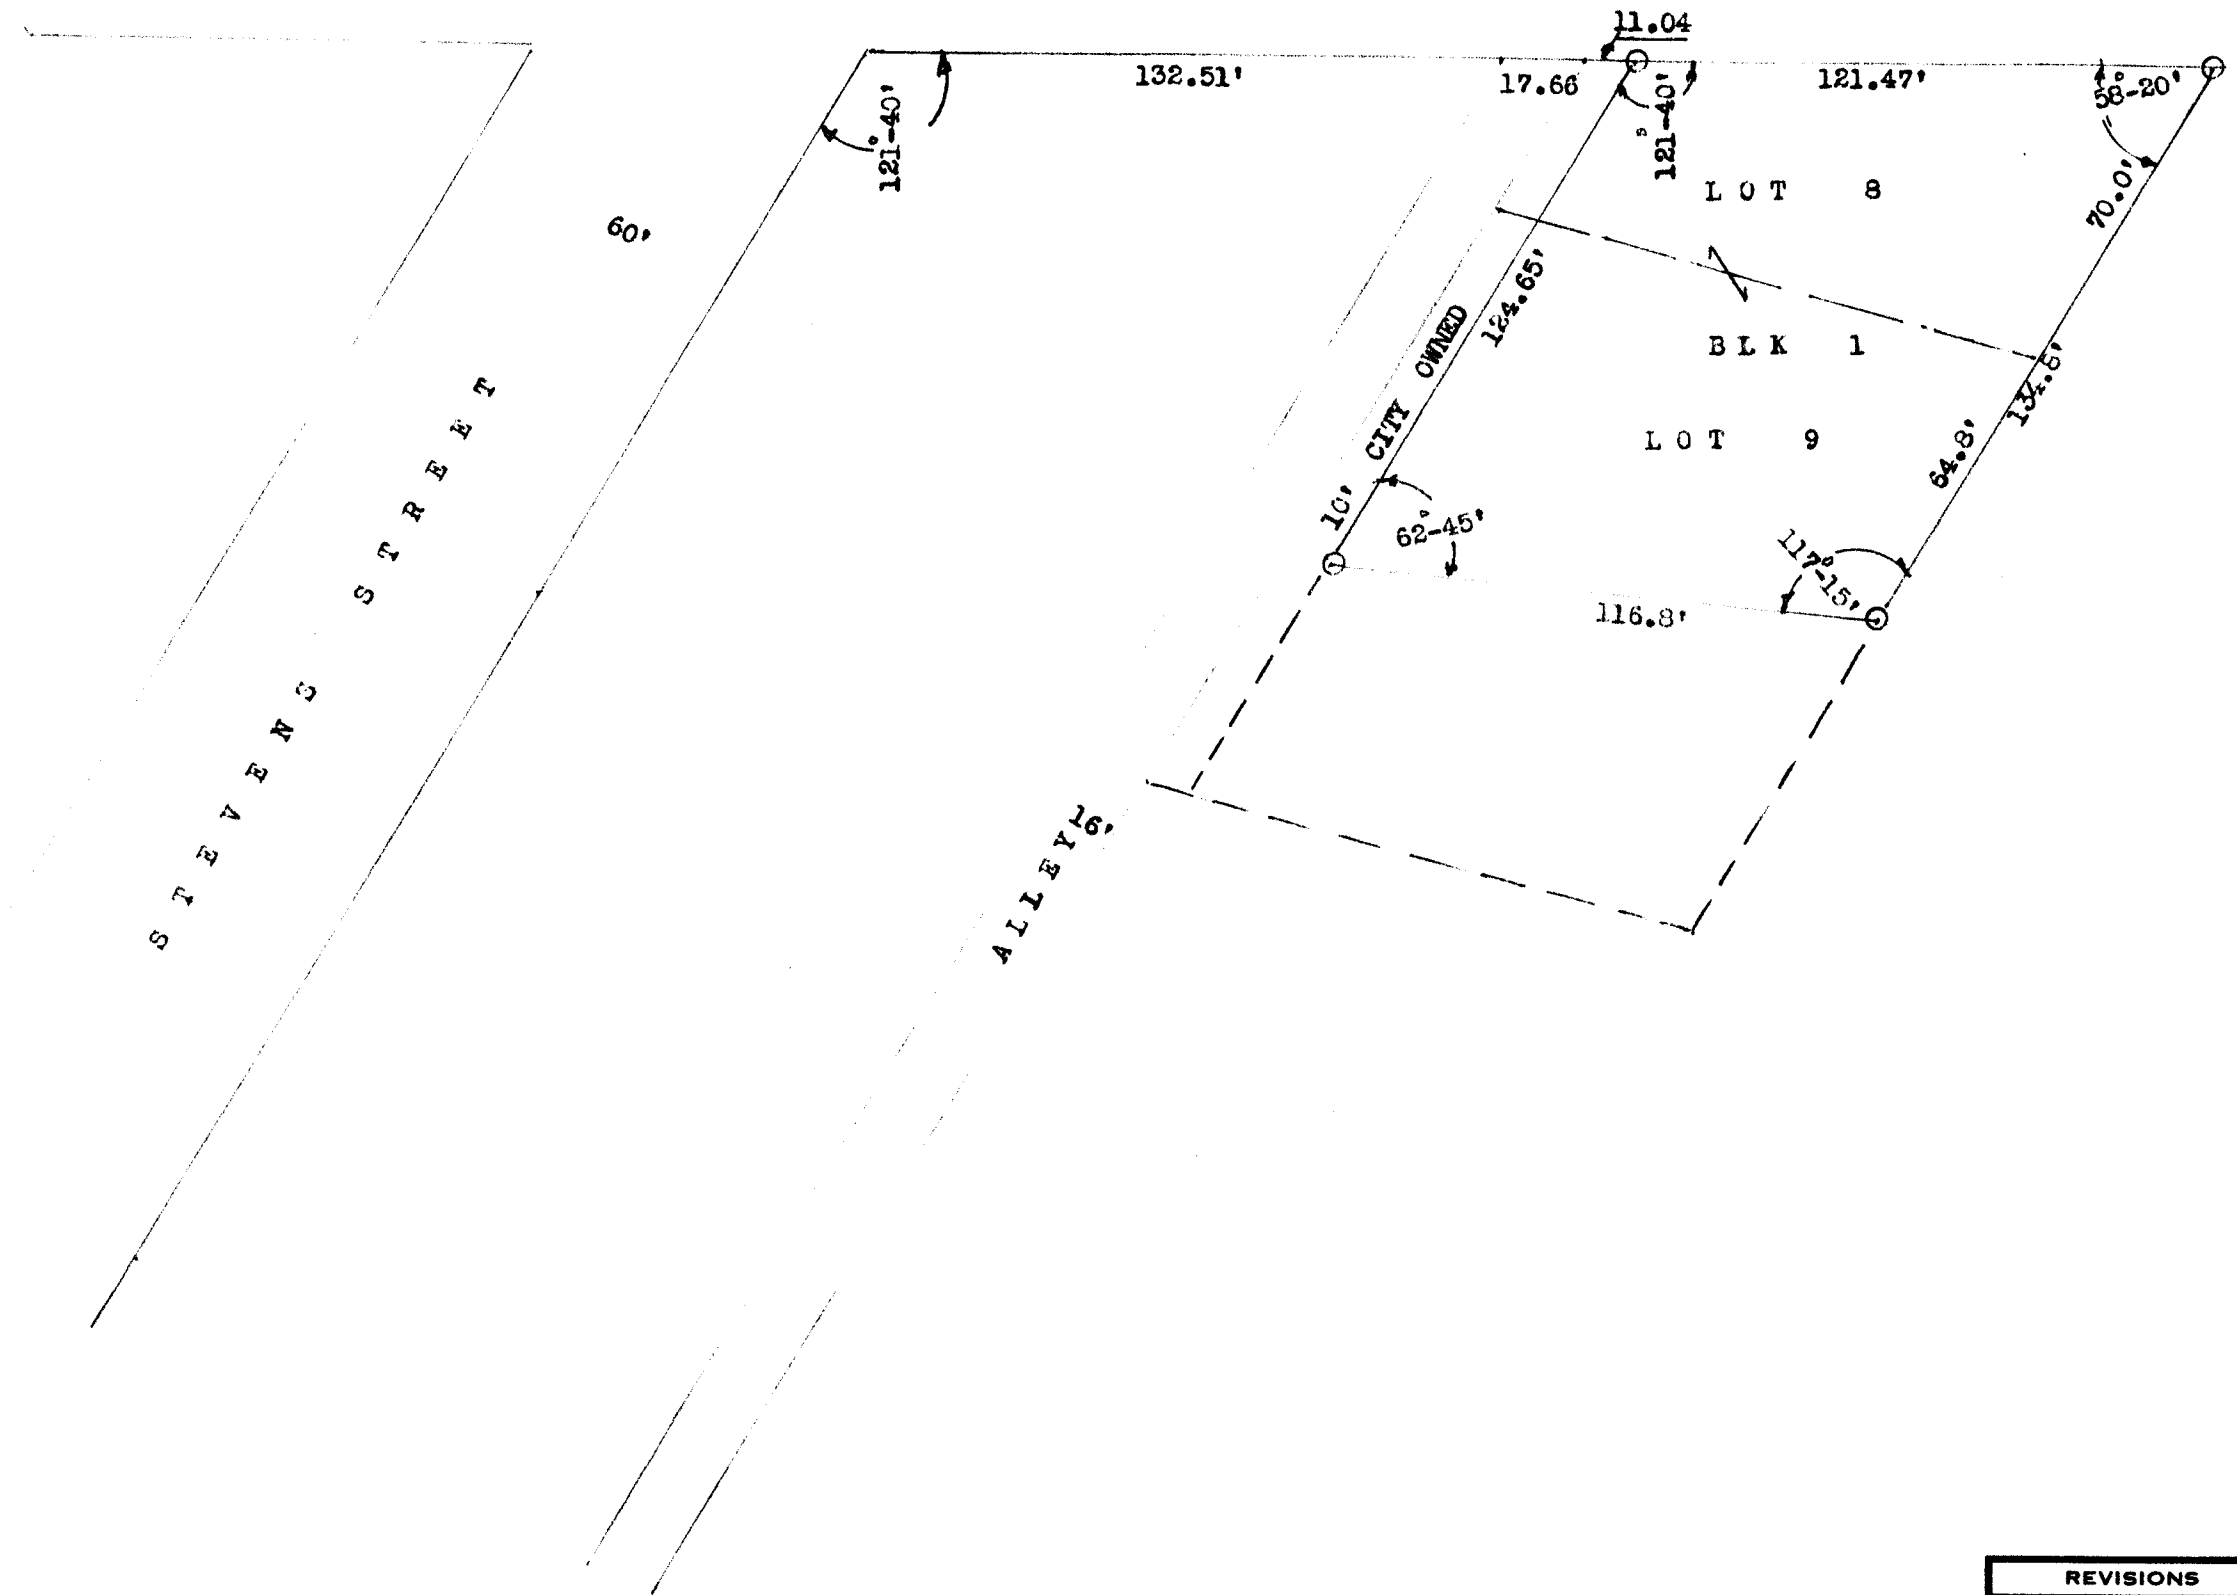 11.04
132.51'
17.66
121.47'
58°-20'
121°-40'
121°-40'
70.0'
LOT 8
60'
124.65'
CITY OWNED
BLK 1
134.8'
LOT 9
64.8'
10'
62°-45'
117°-15'
116.8'
STEVENS STREET
ALLEY 16'
REVISIONS